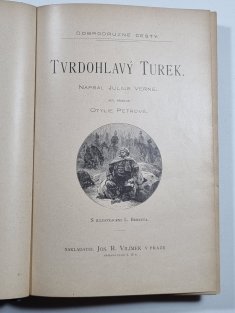 DOBRODRUŽNÉ CESTY.
TVRDOHLAVÝ TUREK.
NAPSAL JULIUS VERNE.
OTYLIE PETROVÁ.
S ILLUSTRACEMI L. BENETTA.
NAKLADATEL JOS. R. VILÍMEK V PRAZE